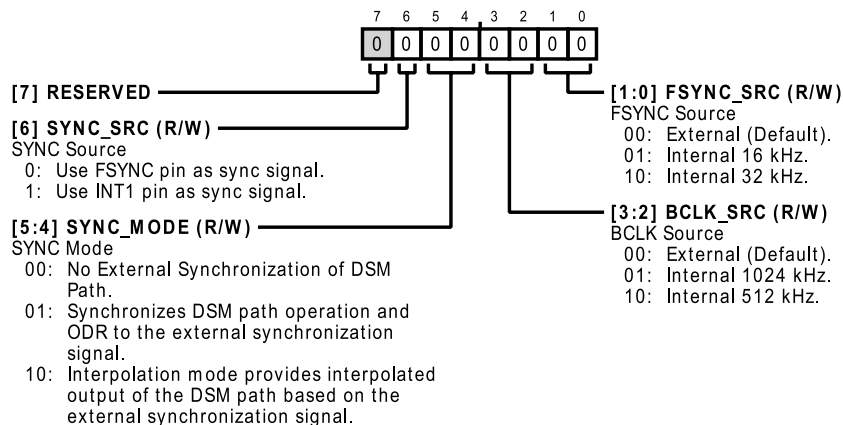 7 6 5 4 3 2 1 0
0 0 0 0 0 0 0 0
[7] RESERVED
[6] SYNC_SRC (R/W)
SYNC Source
0: Use FSYNC pin as sync signal.
1: Use INT1 pin as sync signal.
[5:4] SYNC_MODE (R/W)
SYNC Mode
00: No External Synchronization of DSM
Path.
01: Synchronizes DSM path operation and
ODR to the external synchronization
signal.
10: Interpolation mode provides interpolated
output of the DSM path based on the
external synchronization signal.
[1:0] FSYNC_SRC (R/W)
FSYNC Source
00: External (Default).
01: Internal 16 kHz.
10: Internal 32 kHz.
[3:2] BCLK_SRC (R/W)
BCLK Source
00: External (Default).
01: Internal 1024 kHz.
10: Internal 512 kHz.